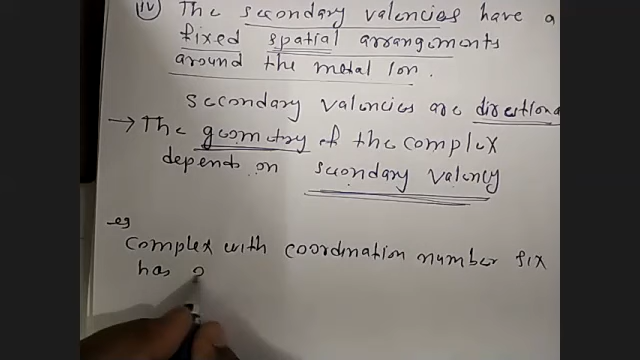 (iv) The secondary valencies have a
fixed spatial arrangements
around the metal ion.
secondary valencies are directiona
→ The geometry of the complex
depends on secondary valency
eg
complex with coordination number six
has